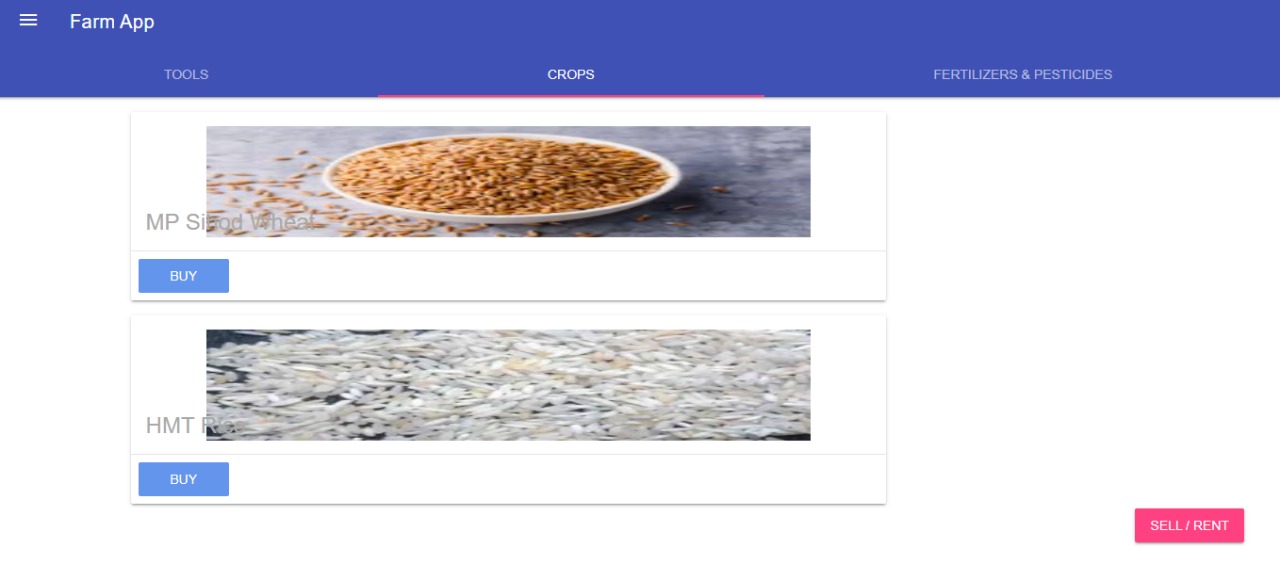 Farm App
TOOLS CROPS FERTILIZERS & PESTICIDES
MP Sihod Wheat
BUY
HMT Rice
BUY
SELL / RENT